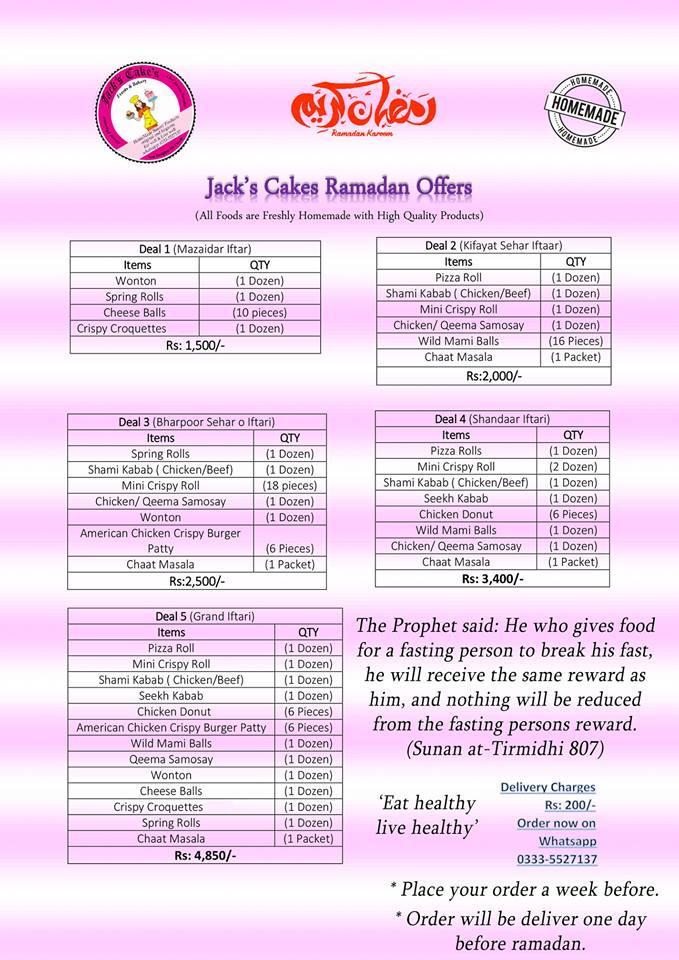 Jack's Cake's
Foods & Bakery
رمضان كريم
Ramadan Kareem
HOMEMADE
HOMEMADE
HOMEMADE
Jack's Cakes Ramadan Offers
(All Foods are Freshly Homemade with High Quality Products)
Deal 1 (Mazaidar Iftar)
Items QTY
Wonton (1 Dozen)
Spring Rolls (1 Dozen)
Cheese Balls (10 pieces)
Crispy Croquettes (1 Dozen)
Rs: 1,500/-
Deal 2 (Kifayat Sehar Iftaar)
Items QTY
Pizza Roll (1 Dozen)
Shami Kabab ( Chicken/Beef) (1 Dozen)
Mini Crispy Roll (1 Dozen)
Chicken/ Qeema Samosay (1 Dozen)
Wild Mami Balls (16 Pieces)
Chaat Masala (1 Packet)
Rs:2,000/-
Deal 3 (Bharpoor Sehar o Iftari)
Items QTY
Spring Rolls (1 Dozen)
Shami Kabab ( Chicken/Beef) (1 Dozen)
Mini Crispy Roll (18 pieces)
Chicken/ Qeema Samosay (1 Dozen)
Wonton (1 Dozen)
American Chicken Crispy Burger
Patty (6 Pieces)
Chaat Masala (1 Packet)
Rs:2,500/-
Deal 4 (Shandaar Iftari)
Items QTY
Pizza Rolls (1 Dozen)
Mini Crispy Roll (2 Dozen)
Shami Kabab ( Chicken/Beef) (1 Dozen)
Seekh Kabab (1 Dozen)
Chicken Donut (6 Pieces)
Wild Mami Balls (1 Dozen)
Chicken/ Qeema Samosay (1 Dozen)
Chaat Masala (1 Packet)
Rs: 3,400/-
Deal 5 (Grand Iftari)
Items QTY
Pizza Roll (1 Dozen)
Mini Crispy Roll (1 Dozen)
Shami Kabab ( Chicken/Beef) (1 Dozen)
Seekh Kabab (1 Dozen)
Chicken Donut (6 Pieces)
American Chicken Crispy Burger Patty (6 Pieces)
Wild Mami Balls (1 Dozen)
Qeema Samosay (1 Dozen)
Wonton (1 Dozen)
Cheese Balls (1 Dozen)
Crispy Croquettes (1 Dozen)
Spring Rolls (1 Dozen)
Chaat Masala (1 Packet)
Rs: 4,850/-
The Prophet said: He who gives food
for a fasting person to break his fast,
he will receive the same reward as
him, and nothing will be reduced
from the fasting persons reward.
(Sunan at-Tirmidhi 807)
'Eat healthy
live healthy'
Delivery Charges
Rs: 200/-
Order now on
Whatsapp
0333-5527137
* Place your order a week before.
* Order will be deliver one day
before ramadan.